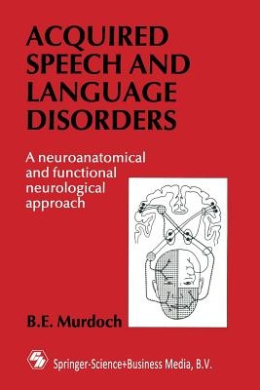 ACQUIRED
SPEECH AND
LANGUAGE
DISORDERS
A neuroanatomical
and functional
neurological
approach
B.E. Murdoch
Springer-Science+Business Media, B.V.